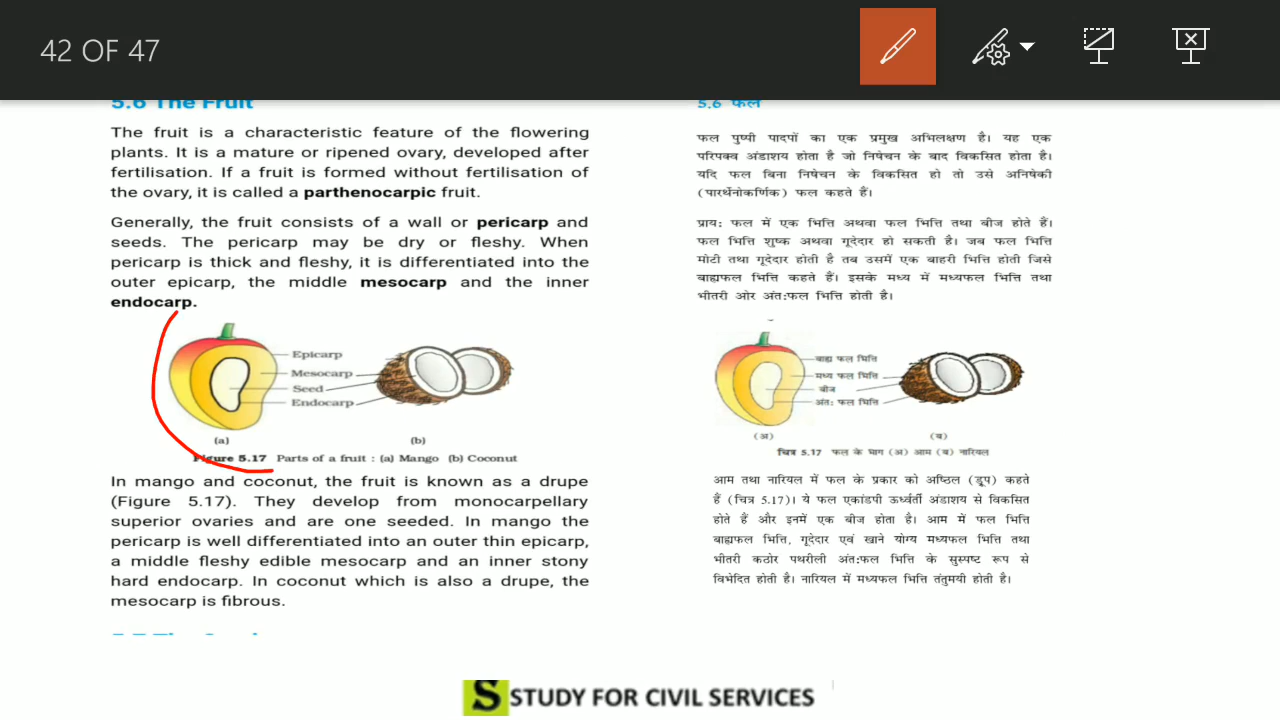 42 OF 47
5.6 The Fruit
The fruit is a characteristic feature of the flowering
plants. It is a mature or ripened ovary, developed after
fertilisation. If a fruit is formed without fertilisation of
the ovary, it is called a parthenocarpic fruit.
Generally, the fruit consists of a wall or pericarp and
seeds. The pericarp may be dry or fleshy. When
pericarp is thick and fleshy, it is differentiated into the
outer epicarp, the middle mesocarp and the inner
endocarp.
Epicarp
Mesocarp
Seed
Endocarp
(a)
(b)
Figure 5.17 Parts of a fruit : (a) Mango (b) Coconut
In mango and coconut, the fruit is known as a drupe
(Figure 5.17). They develop from monocarpellary
superior ovaries and are one seeded. In mango the
pericarp is well differentiated into an outer thin epicarp,
a middle fleshy edible mesocarp and an inner stony
hard endocarp. In coconut which is also a drupe, the
mesocarp is fibrous.
5.6 फल
फल पुष्पी पादपों का एक प्रमुख अभिलक्षण है। यह एक
परिपक्व अंडाशय होता है जो निषेचन के बाद विकसित होता है।
यदि फल बिना निषेचन के विकसित हो तो उसे अनिषेकी
(पारर्थेनोकर्णिक) फल कहते हैं।
प्राय: फल में एक भित्ति अथवा फल भित्ति तथा बीज होते हैं।
फल भित्ति शुष्क अथवा गूदेदार हो सकती है। जब फल भित्ति
मोटी तथा गूदेदार होती है तब उसमें एक बाहरी भित्ति होती जिसे
बाह्यफल भित्ति कहते हैं। इसके मध्य में मध्यफल भित्ति तथा
भीतरी ओर अंत:फल भित्ति होती है।
बाह्य फल भित्ति
मध्य फल भित्ति
बीज
अंत: फल भित्ति
(अ)
(ब)
चित्र 5.17 फल के भाग (अ) आम (ब) नारियल
आम तथा नारियल में फल के प्रकार को अष्ठिल (ड्रूप) कहते
हैं (चित्र 5.17)। ये फल एकांडपी ऊर्ध्ववर्ती अंडाशय से विकसित
होते हैं और इनमें एक बीज होता है। आम में फल भित्ति
बाह्यफल भित्ति, गूदेदार एवं खाने योग्य मध्यफल भित्ति तथा
भीतरी कठोर पथरीली अंत:फल भित्ति के सुस्पष्ट रूप से
विभेदित होती है। नारियल में मध्यफल भित्ति तंतुमयी होती है।
S STUDY FOR CIVIL SERVICES